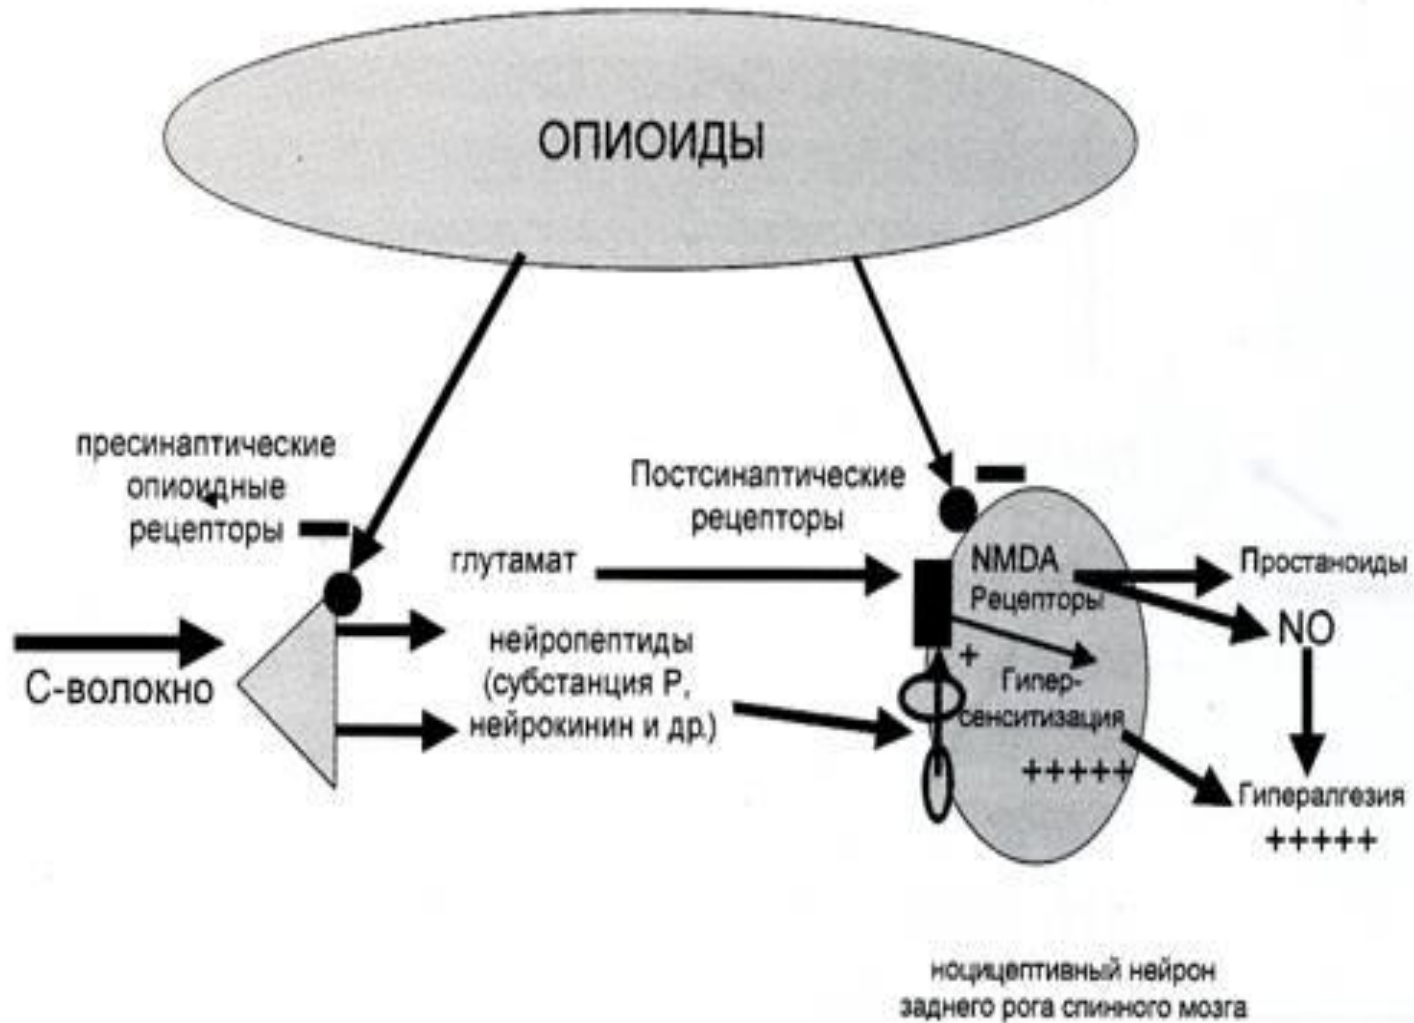 ОПИОИДЫ
пресинаптические
опиоидные
рецепторы
Постсинаптические
рецепторы
глутамат
NMDA
Рецепторы
Простаноиды
NO
С-волокно
нейропептиды
(субстанция Р,
нейрокинин и др.)
+
Гипер-
сенситизация
+++++
Гипералгезия
+++++
ноцицептивный нейрон
заднего рога спинного мозга